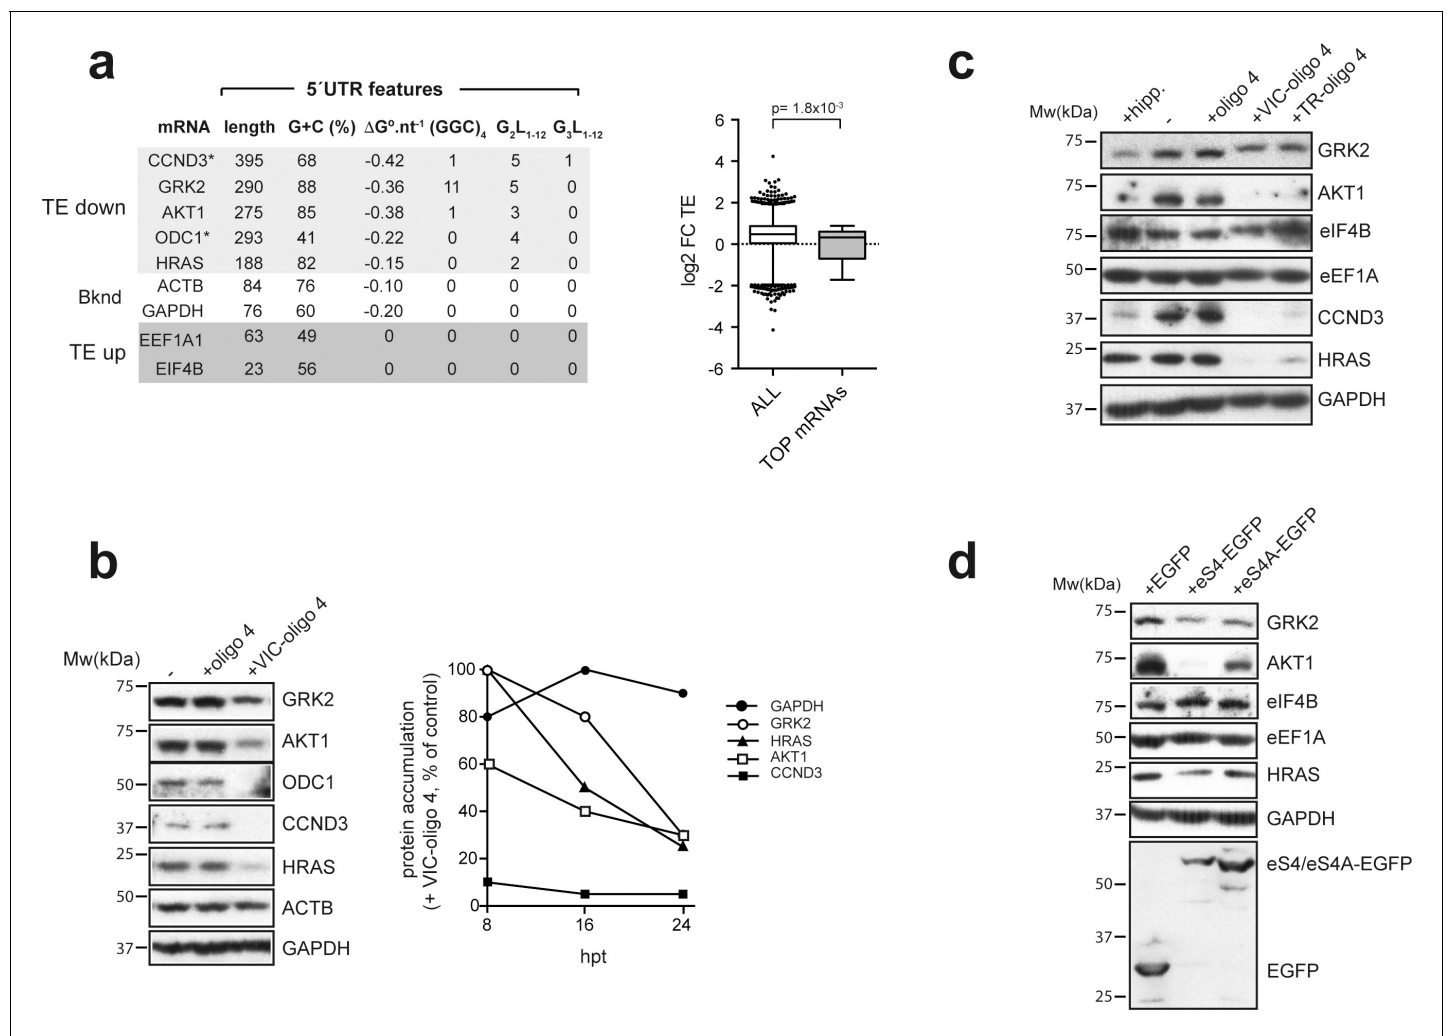 a
5´UTR features
mRNA length G+C (%) ΔGº.nt-1 (GGC)4 G2L1-12 G3L1-12
TE down
CCND3* 395 68 -0.42 1 5 1
GRK2 290 88 -0.36 11 5 0
AKT1 275 85 -0.38 1 3 0
ODC1* 293 41 -0.22 0 4 0
HRAS 188 82 -0.15 0 2 0
Bknd
ACTB 84 76 -0.10 0 0 0
GAPDH 76 60 -0.20 0 0 0
TE up
EEF1A1 63 49 0 0 0 0
EIF4B 23 56 0 0 0 0
p= 1.8x10-3
log2 FC TE
6
4
2
0
-2
-4
-6
ALL
TOP mRNAs
c
Mw(kDa)
+hipp.
-
+oligo 4
+VIC-oligo 4
+TR-oligo 4
75 GRK2
75 AKT1
75 eIF4B
50 eEF1A
37 CCND3
25 HRAS
37 GAPDH
b
Mw(kDa)
-
+oligo 4
+VIC-oligo 4
75 GRK2
75 AKT1
50 ODC1
37 CCND3
25 HRAS
50 ACTB
37 GAPDH
protein accumulation
(+ VIC-oligo 4, % of control)
100
80
60
40
20
0
8 16 24
hpt
GAPDH
GRK2
HRAS
AKT1
CCND3
d
Mw(kDa)
+EGFP
+eS4-EGFP
+eS4A-EGFP
75 GRK2
75 AKT1
75 eIF4B
50 eEF1A
25 HRAS
37 GAPDH
eS4/eS4A-EGFP
50
37
EGFP
25